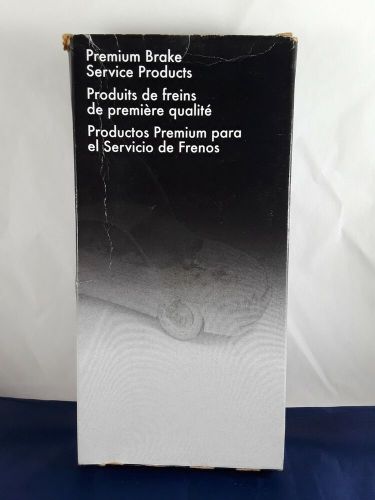 Premium Brake
Service Products
Produits de freins
de première qualité
Productos Premium para
el Servicio de Frenos